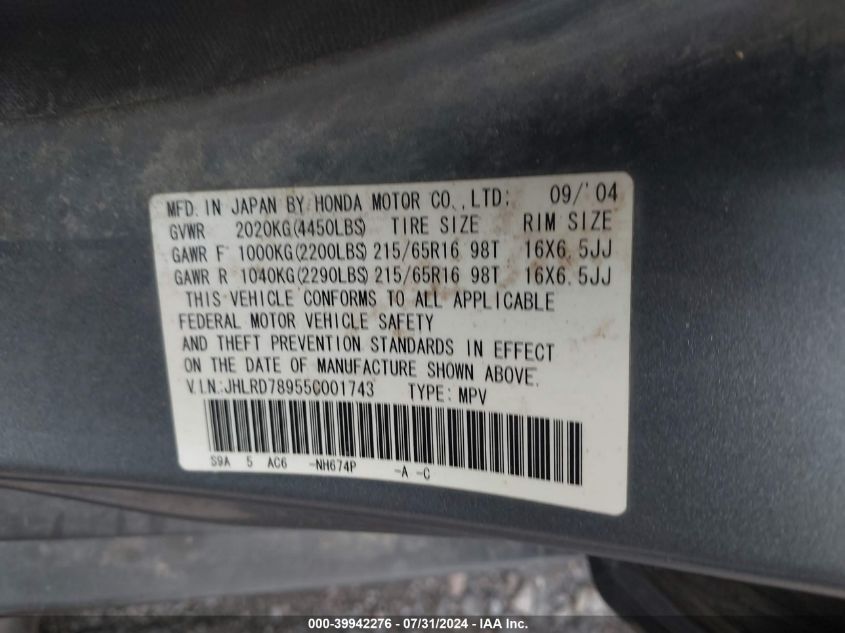 MFD. IN JAPAN BY HONDA MOTOR CO.,LTD; 09/'04
GVWR 2020KG(4450LBS) TIRE SIZE RIM SIZE
GAWR F 1000KG(2200LBS) 215/65R16 98T 16X6.5JJ
GAWR R 1040KG(2290LBS) 215/65R16 98T 16X6.5JJ
THIS VEHICLE CONFORMS TO ALL APPLICABLE
FEDERAL MOTOR VEHICLE SAFETY
AND THEFT PREVENTION STANDARDS IN EFFECT
ON THE DATE OF MANUFACTURE SHOWN ABOVE.
V.I.N:JHLRD78955C001743 TYPE: MPV
S9A 5 AC6 -NH674P -A -C
000-39942276 / 07/31/2024 - IAA Inc.